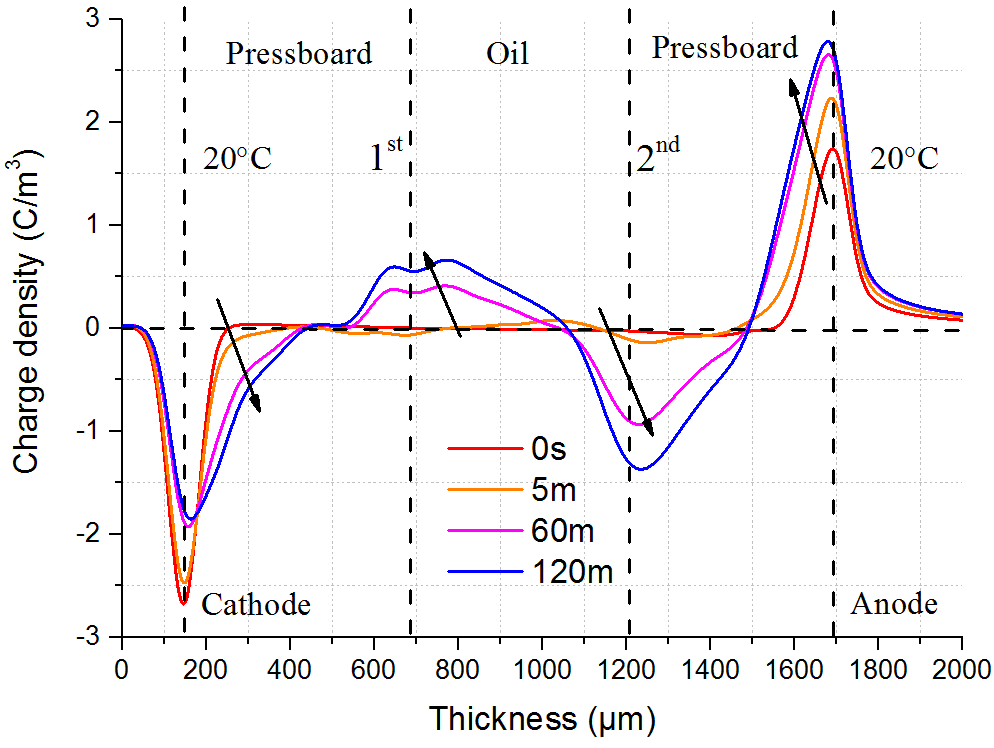 3
2
1
0
-1
-2
-3
Charge density (C/m³)
Pressboard Oil Pressboard
20°C 1st 2nd 20°C
0s
5m
60m
120m
Cathode Anode
0 200 400 600 800 1000 1200 1400 1600 1800 2000
Thickness (μm)